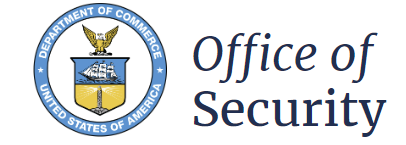 DEPARTMENT OF COMMERCE
UNITED STATES OF AMERICA
Office of
Security